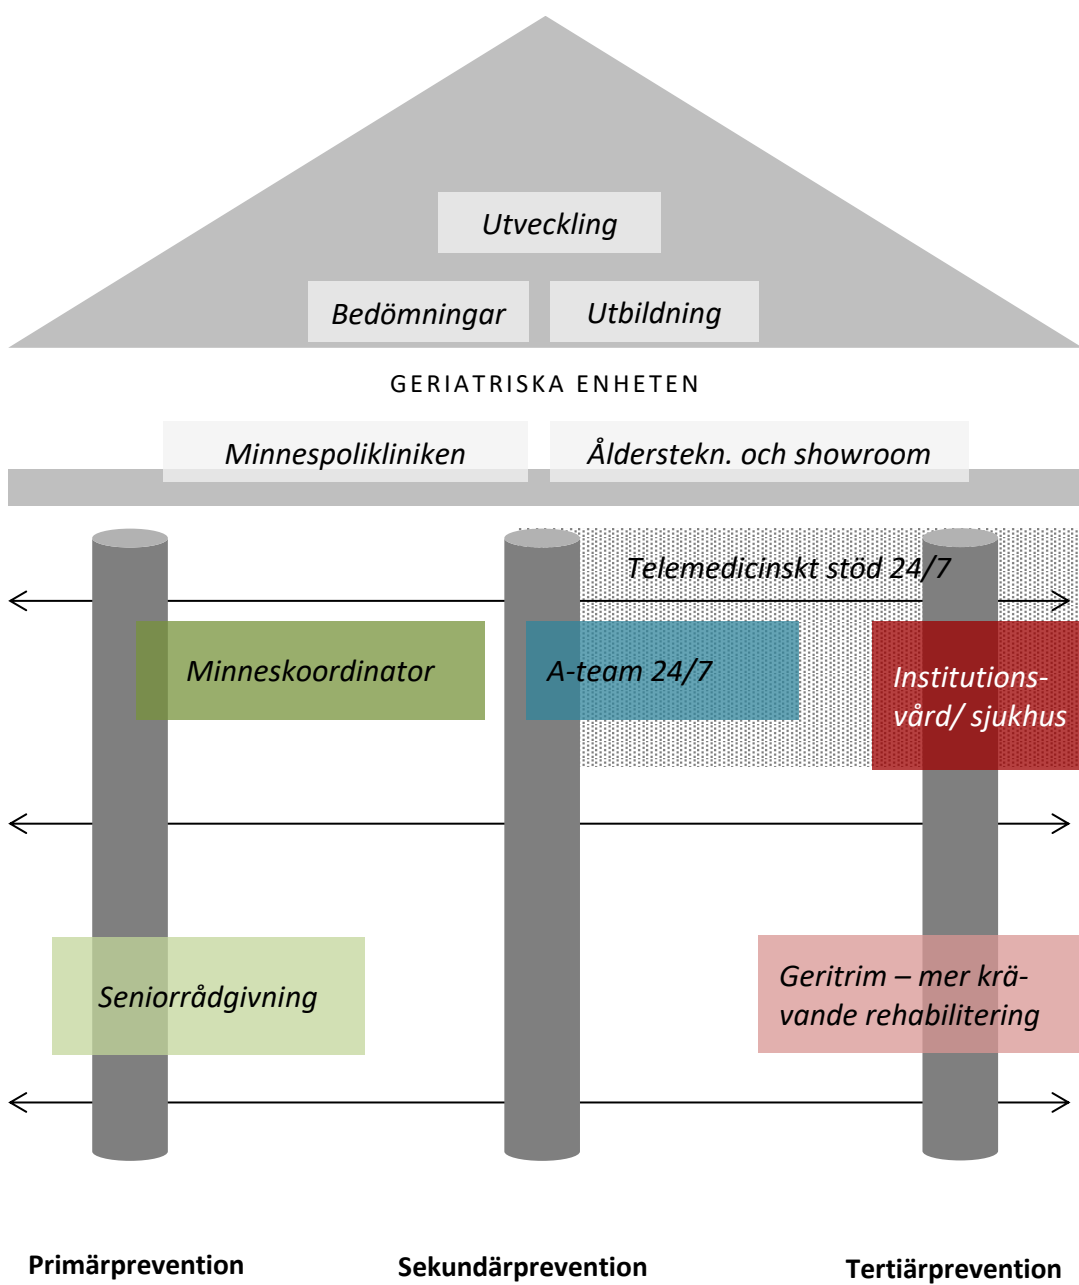 Utveckling
Bedömningar
Utbildning
GERIATRISKA ENHETEN
Minnespolikliniken
Ålderstekn. och showroom
Telemedicinskt stöd 24/7
Minneskoordinator
A-team 24/7
Institutions-
vård/ sjukhus
Seniorrådgivning
Geritrim – mer krä-
vande rehabilitering
Primärprevention
Sekundärprevention
Tertiärprevention